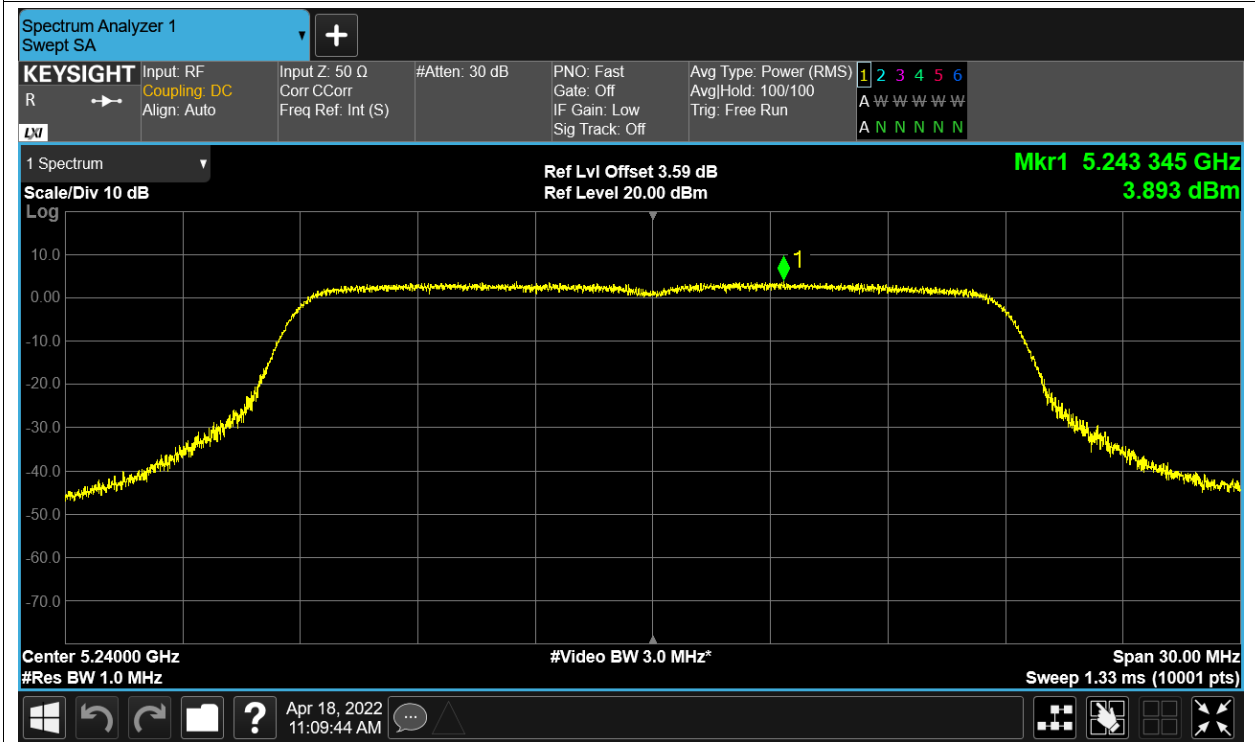 Spectrum Analyzer 1
Swept SA
+
KEYSIGHT
R
LXI
Input: RF
Coupling: DC
Align: Auto
Input Z: 50 Ω
Corr CCorr
Freq Ref: Int (S)
#Atten: 30 dB
PNO: Fast
Gate: Off
IF Gain: Low
Sig Track: Off
Avg Type: Power (RMS)
Avg|Hold: 100/100
Trig: Free Run
1 2 3 4 5 6
A W W W W W
A N N N N N
1 Spectrum
Scale/Div 10 dB
Log
Ref Lvl Offset 3.59 dB
Ref Level 20.00 dBm
Mkr1 5.243 345 GHz
3.893 dBm
1
10.0
0.00
-10.0
-20.0
-30.0
-40.0
-50.0
-60.0
-70.0
Center 5.24000 GHz
#Res BW 1.0 MHz
#Video BW 3.0 MHz*
Span 30.00 MHz
Sweep 1.33 ms (10001 pts)
?
Apr 18, 2022
11:09:44 AM